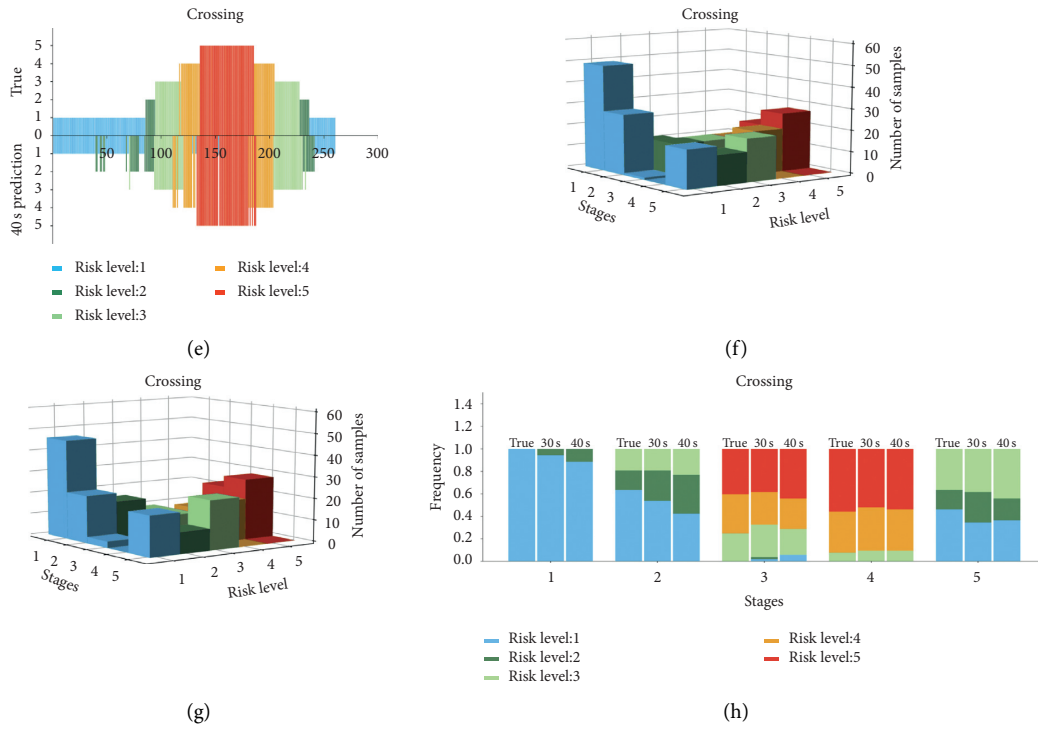 Crossing
True
40 s prediction
5
4
3
2
1
0
1
2
3
4
5
50
100
150
200
250
300
Risk level:1
Risk level:2
Risk level:3
Risk level:4
Risk level:5
(e)
Crossing
60
50
40
30
20
10
0
Number of samples
1
2
3
4
5
Stages
1
2
3
4
5
Risk level
(f)
Crossing
60
50
40
30
20
10
0
Number of samples
1
2
3
4
5
Stages
1
2
3
4
5
Risk level
(g)
Crossing
Frequency
1.4
1.2
1.0
0.8
0.6
0.4
0.2
0.0
True 30 s 40 s
True 30 s 40 s
True 30 s 40 s
True 30 s 40 s
True 30 s 40 s
1
2
3
4
5
Stages
Risk level:1
Risk level:2
Risk level:3
Risk level:4
Risk level:5
(h)